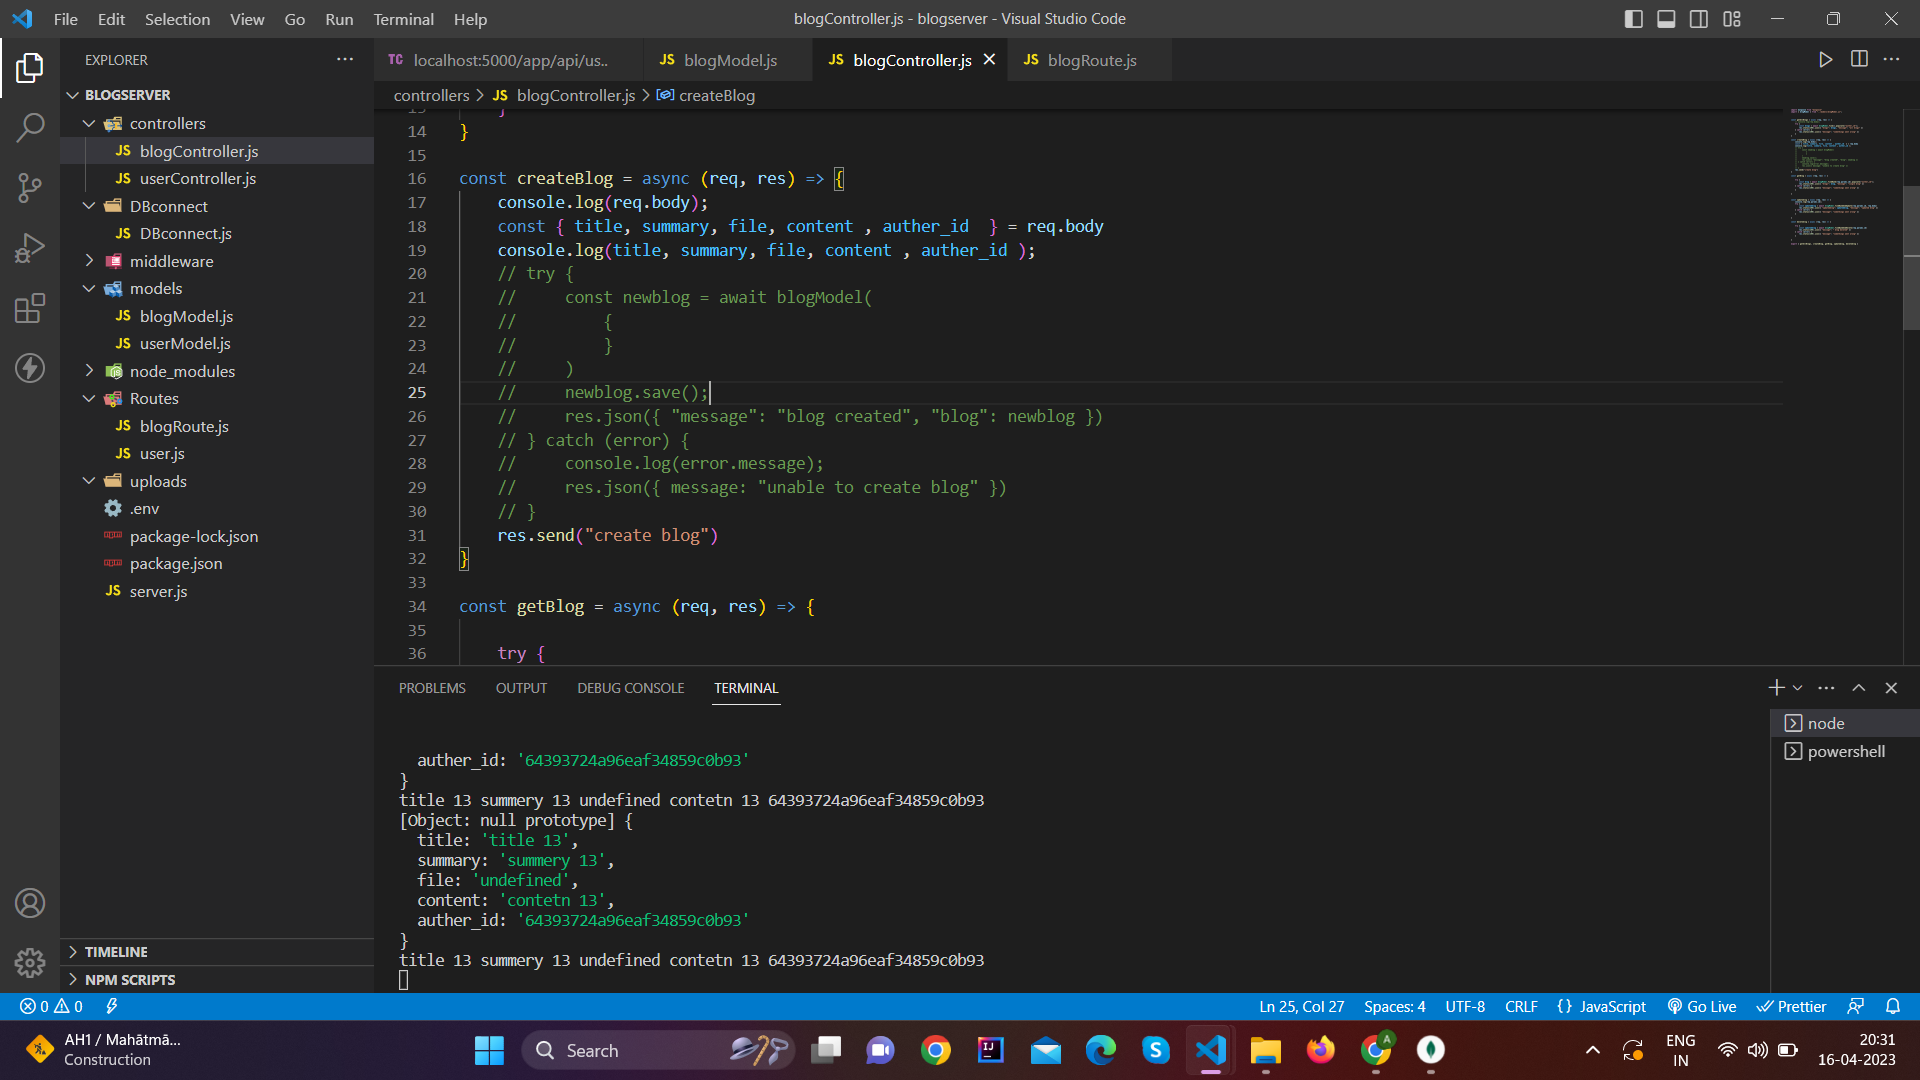 File Edit Selection View Go Run Terminal Help
blogController.js - blogserver - Visual Studio Code
EXPLORER
BLOGSERVER
controllers
JS blogController.js
JS userController.js
DBconnect
JS DBconnect.js
middleware
models
JS blogModel.js
JS userModel.js
node_modules
Routes
JS blogRoute.js
JS user.js
uploads
.env
package-lock.json
package.json
JS server.js
TIMELINE
NPM SCRIPTS
TC localhost:5000/app/api/us..
JS blogModel.js
JS blogController.js
JS blogRoute.js
controllers > JS blogController.js > createBlog
14 }
15
16 const createBlog = async (req, res) => {
17     console.log(req.body);
18     const { title, summary, file, content , auther_id  } = req.body
19     console.log(title, summary, file, content , auther_id );
20     // try {
21     //     const newblog = await blogModel(
22     //         {
23     //         }
24     //     )
25     //     newblog.save();
26     //     res.json({ "message": "blog created", "blog": newblog })
27     // } catch (error) {
28     //     console.log(error.message);
29     //     res.json({ message: "unable to create blog" })
30     // }
31     res.send("create blog")
32 }
33
34 const getBlog = async (req, res) => {
35
36     try {
PROBLEMS OUTPUT DEBUG CONSOLE TERMINAL
node
powershell
  auther_id: '64393724a96eaf34859c0b93'
}
title 13 summery 13 undefined contetn 13 64393724a96eaf34859c0b93
[Object: null prototype] {
  title: 'title 13',
  summary: 'summery 13',
  file: 'undefined',
  content: 'contetn 13',
  auther_id: '64393724a96eaf34859c0b93'
}
title 13 summery 13 undefined contetn 13 64393724a96eaf34859c0b93
0 0 Ln 25, Col 27 Spaces: 4 UTF-8 CRLF {} JavaScript Go Live Prettier
AH1 / Mahātmā...
Construction
Search
ENG
IN
20:31
16-04-2023